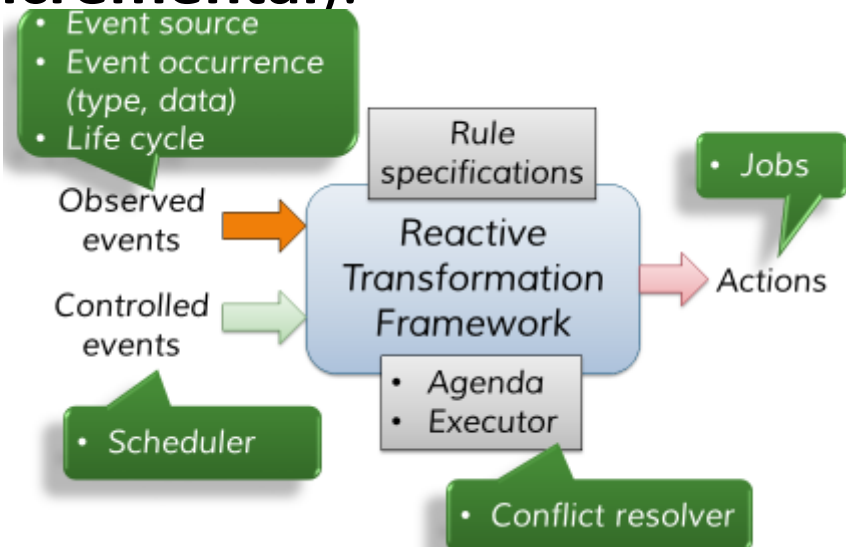 cremental).
• Event source
• Event occurrence
(type, data)
• Life cycle
Rule
specifications
• Jobs
Observed
events
Reactive
Transformation
Framework
Actions
Controlled
events
• Agenda
• Executor
• Scheduler
• Conflict resolver